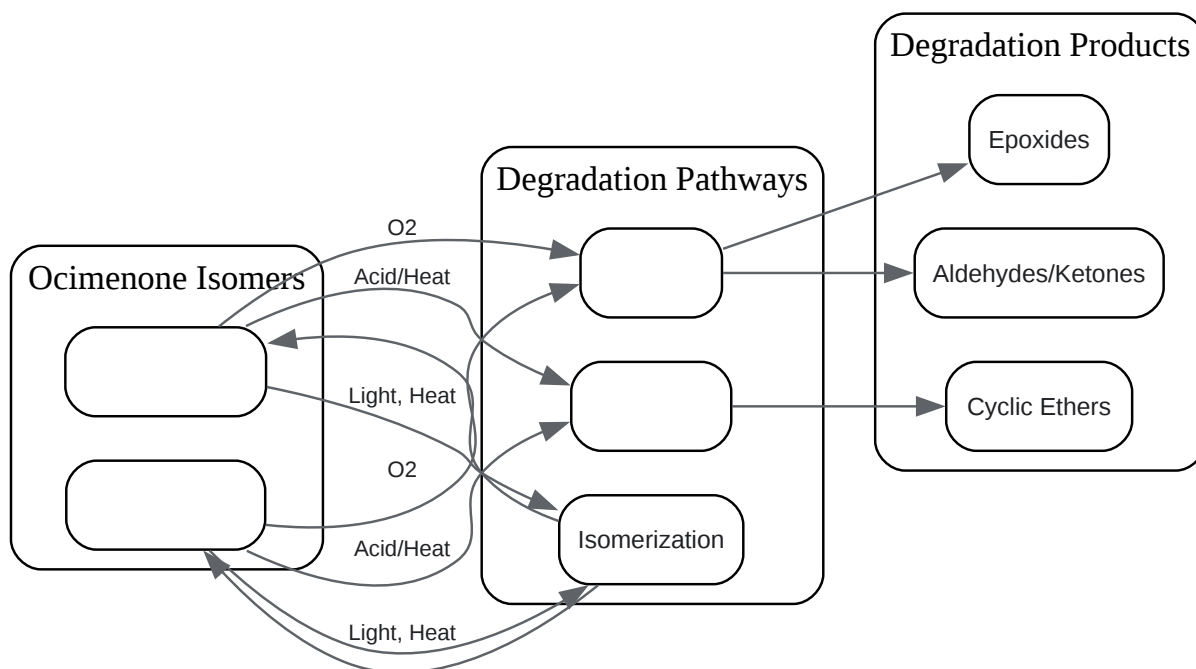 Degradation Products
Epoxides
Degradation Pathways
O2
Aldehydes/Ketones
Ocimenone Isomers
Acid/Heat
Light, Heat
Cyclic Ethers
O2
Isomerization
Acid/Heat
Light, Heat